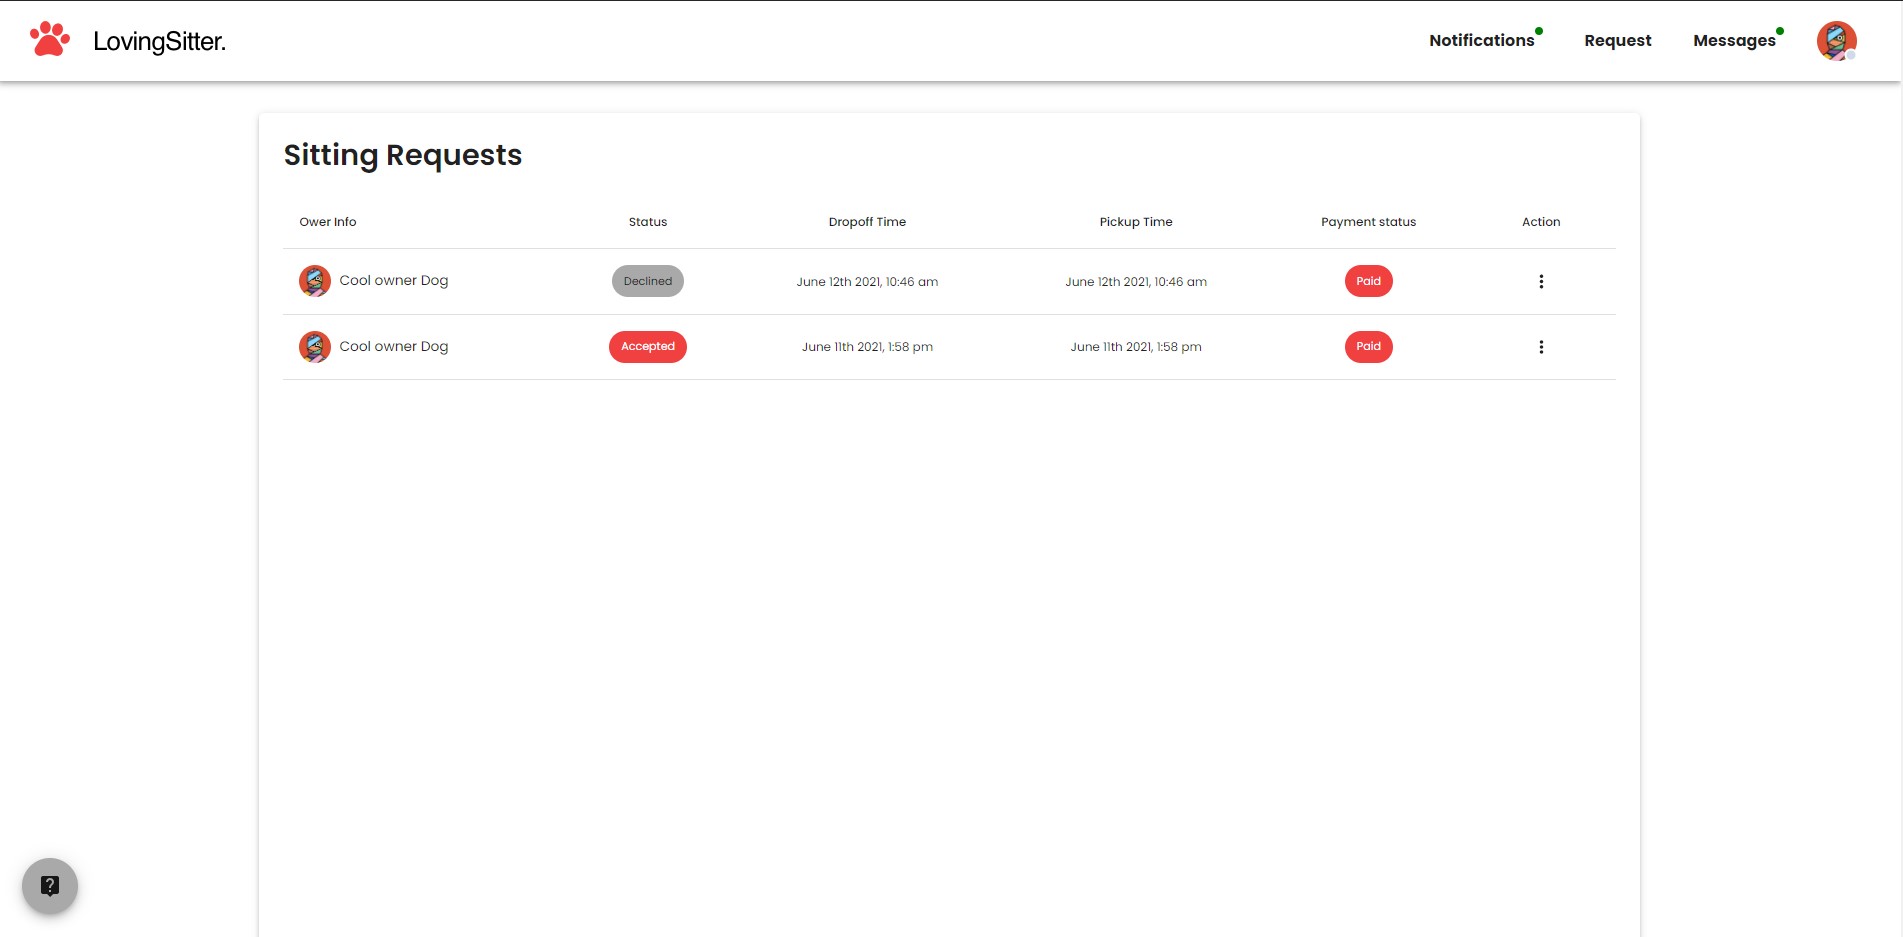 LovingSitter.
Notifications Request Messages
Sitting Requests
Ower Info Status Dropoff Time Pickup Time Payment status Action
Cool owner Dog Declined June 12th 2021, 10:46 am June 12th 2021, 10:46 am Paid
Cool owner Dog Accepted June 11th 2021, 1:58 pm June 11th 2021, 1:58 pm Paid
?